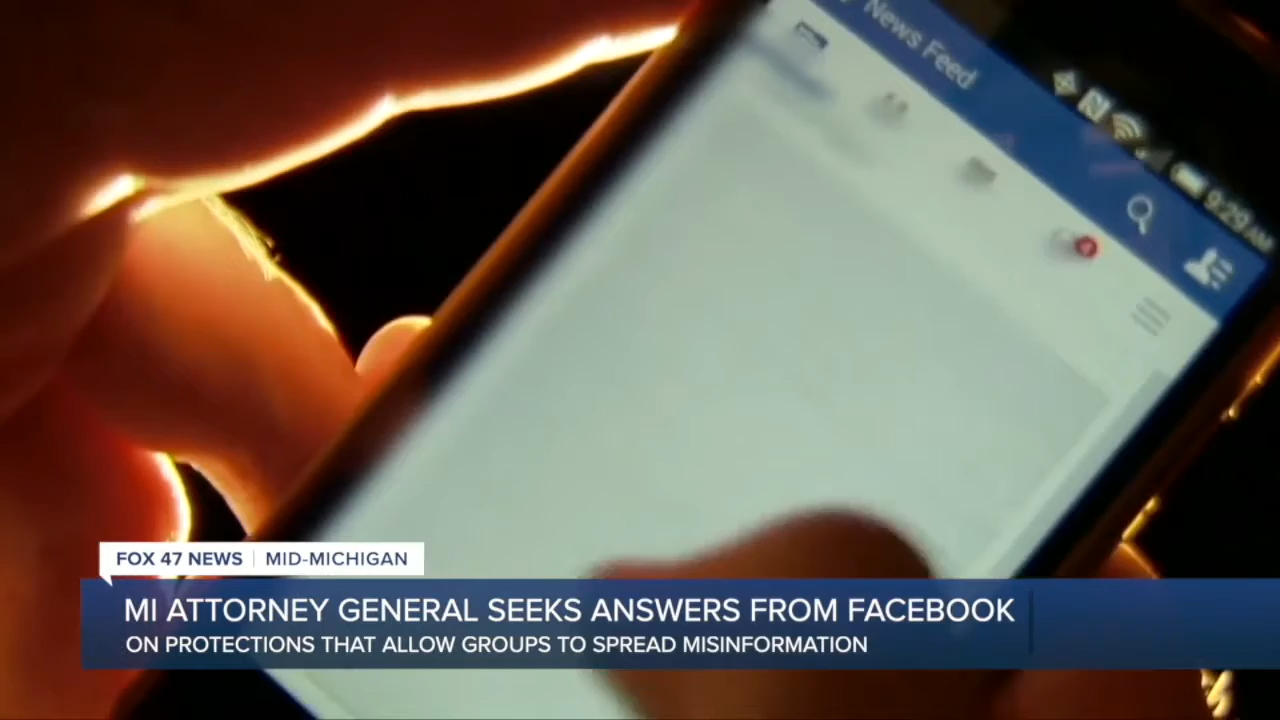 News Feed
9:29 AM
FOX 47 NEWS | MID-MICHIGAN
MI ATTORNEY GENERAL SEEKS ANSWERS FROM FACEBOOK
ON PROTECTIONS THAT ALLOW GROUPS TO SPREAD MISINFORMATION